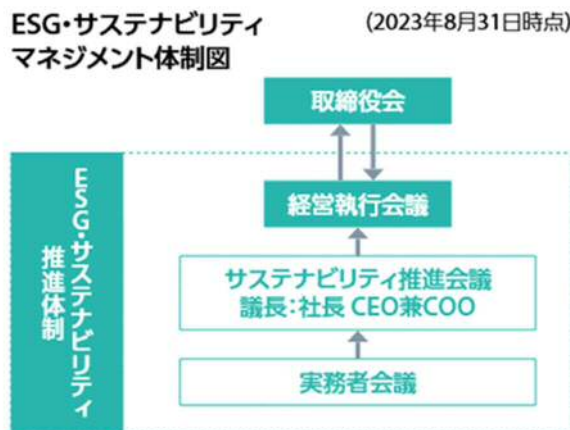 ESG・サステナビリティ
マネジメント体制図
(2023年8月31日時点)
取締役会
経営執行会議
ESG・サステナビリティ
推進体制
サステナビリティ推進会議
議長：社長 CEO兼COO
実務者会議